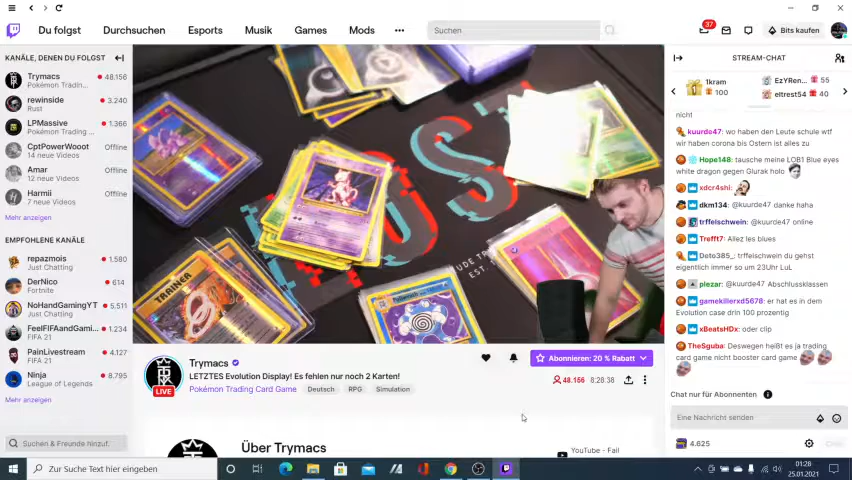 Du folgst
Durchsuchen
Esports
Musik
Games
Mods
Suchen
37
Bits kaufen
KANÄLE, DENEN DU FOLGST
Trymacs
48.156
Pokémon Tradin...
rewinside
3.240
Rust
LPMassive
1.366
Pokémon Trading ...
CptPowerWooot
Offline
14 neue Videos
Amar
Offline
12 neue Videos
Harmii
Offline
7 neue Videos
Mehr anzeigen
EMPFOHLENE KANÄLE
repazmois
1.580
Just Chatting
DerNico
614
Fortnite
NoHandGamingYT
5.511
Just Chatting
FeelFIFAandGami...
1.234
FIFA 21
PainLivestream
4.127
FIFA 21
Ninja
8.795
League of Legends
Mehr anzeigen
Suchen & Freunde hinzuf.
TRAINER
LIVE
Trymacs
LETZTES Evolution Display! Es fehlen nur noch 2 Karten!
Pokémon Trading Card Game
Deutsch
RPG
Simulation
Abonnieren: 20 % Rabatt
48.156
8:28:38
Über Trymacs
YouTube - Fail
STREAM-CHAT
1kram
100
EzYRen...
55
eltrest54
40
nicht
kuurde47: wo haben den Leute schule wtf
wir haben corona bis Ostern ist alles zu
Hope148: tausche meine LOB1 Blue eyes
white dragon gegen Glurak holo
xdcr4shi:
dkm134: @kuurde47 danke haha
trffelschwein: @kuurde47 online
Trefft7: Allez les blues
Doto385_: trffelschwein du gehst
eigentlich immer so um 23Uhr LuL
plezar: @kuurde47 Abschlussklassen
gamekillerxd5678: er hat es in dem
Evolution case drin 100 prozentig
xBeatsHDx: oder clip
TheSguba: Deswegen heißt es ja trading
card game nicht booster card game
Chat nur für Abonnenten
Eine Nachricht senden
4.625
Chat
Zur Suche Text hier eingeben
01:28
25.01.2021